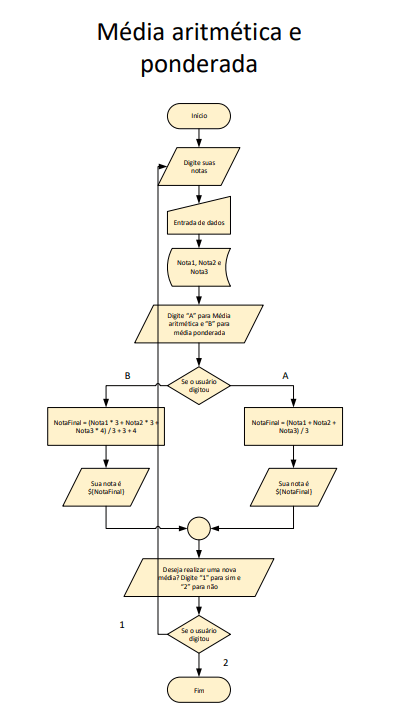 Média aritmética e
ponderada
Início
Digite suas
notas
Entrada de dados
Nota1, Nota2 e
Nota3
Digite "A" para Média
aritmética e "B" para
média ponderada
Se o usuário
digitou
B
A
NotaFinal = (Nota1 * 3 + Nota2 * 3 +
Nota3 * 4) / 3 + 3 + 4
NotaFinal = (Nota1 + Nota2 +
Nota3) / 3
Sua nota é
${NotaFinal}
Sua nota é
${NotaFinal}
Deseja realizar uma nova
média? Digite "1" para sim e
"2" para não
1
Se o usuário
digitou
2
Fim